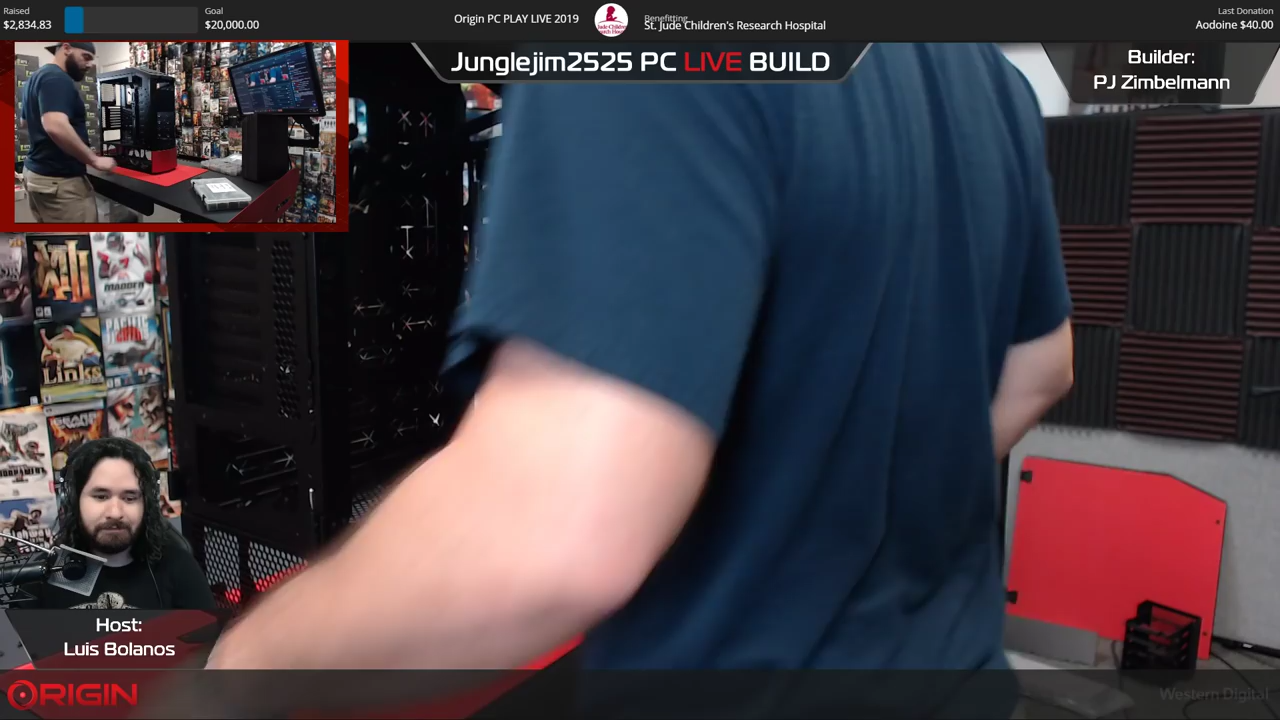 Raised
$2,834.83
Goal
$20,000.00
Origin PC PLAY LIVE 2019
Benefitting
St. Jude Children's Research Hospital
Last Donation
Aodoine $40.00
Junglejim2525 PC LIVE BUILD
Builder:
PJ Zimbelmann
XIII
MADDEN
PACIFIC
Links
Host:
Luis Bolanos
ORIGIN
Western Digital